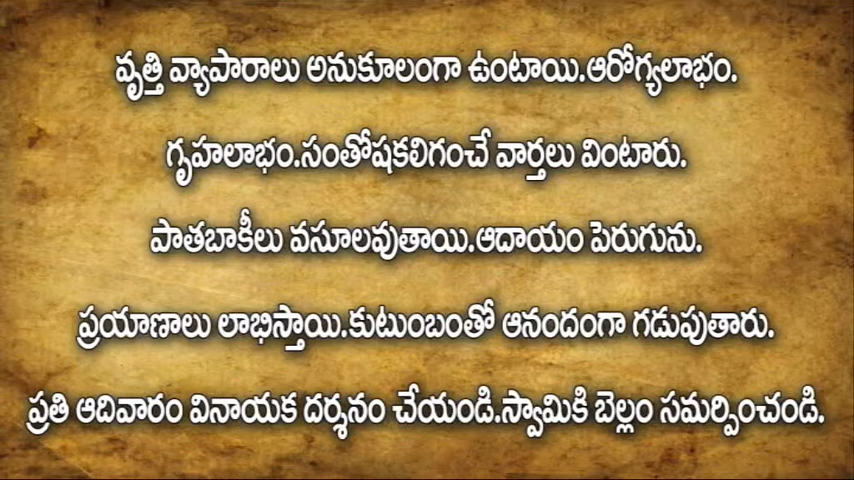 వృత్తి వ్యాపారాలు అనుకూలంగా ఉంటాయి.ఆరోగ్యలాభం.
గృహలాభం.సంతోషకలిగించే వార్తలు వింటారు.
పాతబాకీలు వసూలవుతాయి.ఆదాయం పెరుగును.
ప్రయాణాలు లాభిస్తాయి.కుటుంబంతో ఆనందంగా గడుపుతారు.
ప్రతి ఆదివారం వినాయక దర్శనం చేయండి.స్వామికి బెల్లం సమర్పించండి.